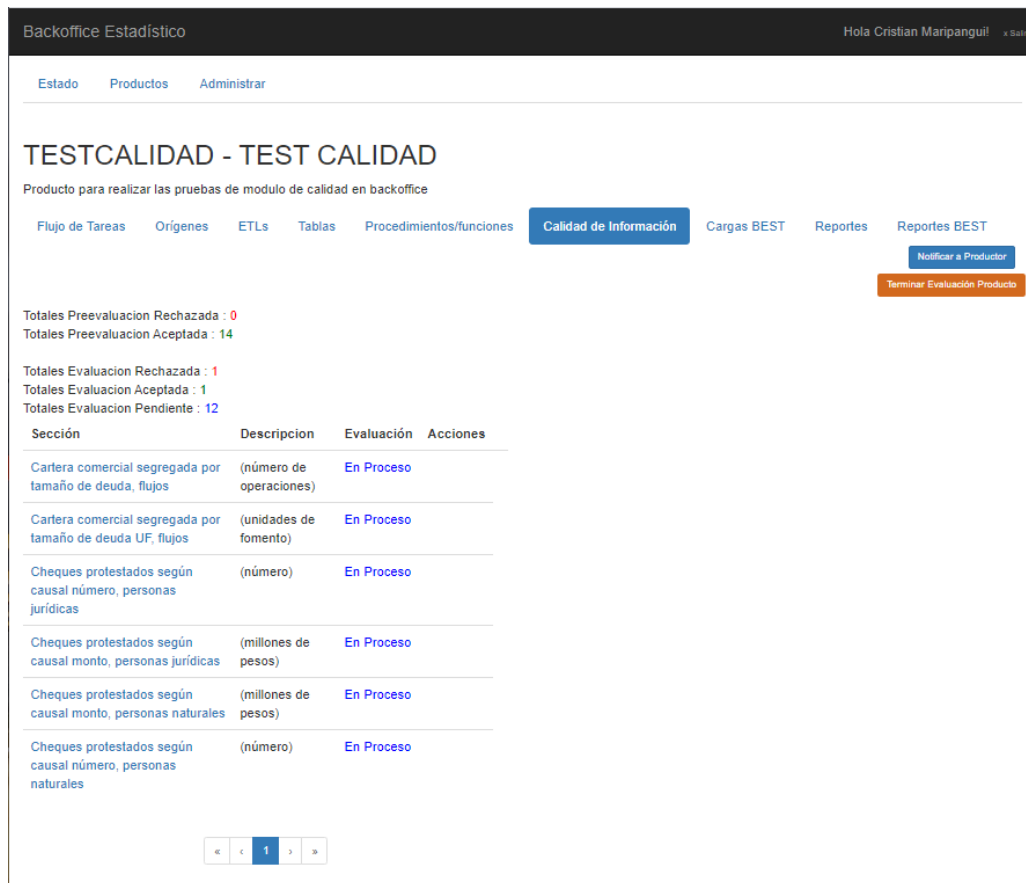 Backoffice Estadístico Hola Cristian Maripangui! x Sali
Estado Productos Administrar
TESTCALIDAD - TEST CALIDAD
Producto para realizar las pruebas de modulo de calidad en backoffice
Flujo de Tareas Orígenes ETLs Tablas Procedimientos/funciones Calidad de Información Cargas BEST Reportes Reportes BEST
Notificar a Productor
Terminar Evaluación Producto
Totales Preevaluacion Rechazada : 0
Totales Preevaluacion Aceptada : 14
Totales Evaluacion Rechazada : 1
Totales Evaluacion Aceptada : 1
Totales Evaluacion Pendiente : 12
Sección Descripcion Evaluación Acciones
Cartera comercial segregada por (número de En Proceso
tamaño de deuda, flujos operaciones)
Cartera comercial segregada por (unidades de En Proceso
tamaño de deuda UF, flujos fomento)
Cheques protestados según (número) En Proceso
causal número, personas
jurídicas
Cheques protestados según (millones de En Proceso
causal monto, personas jurídicas pesos)
Cheques protestados según (millones de En Proceso
causal monto, personas naturales pesos)
Cheques protestados según (número) En Proceso
causal número, personas
naturales
« ‹ 1 › »